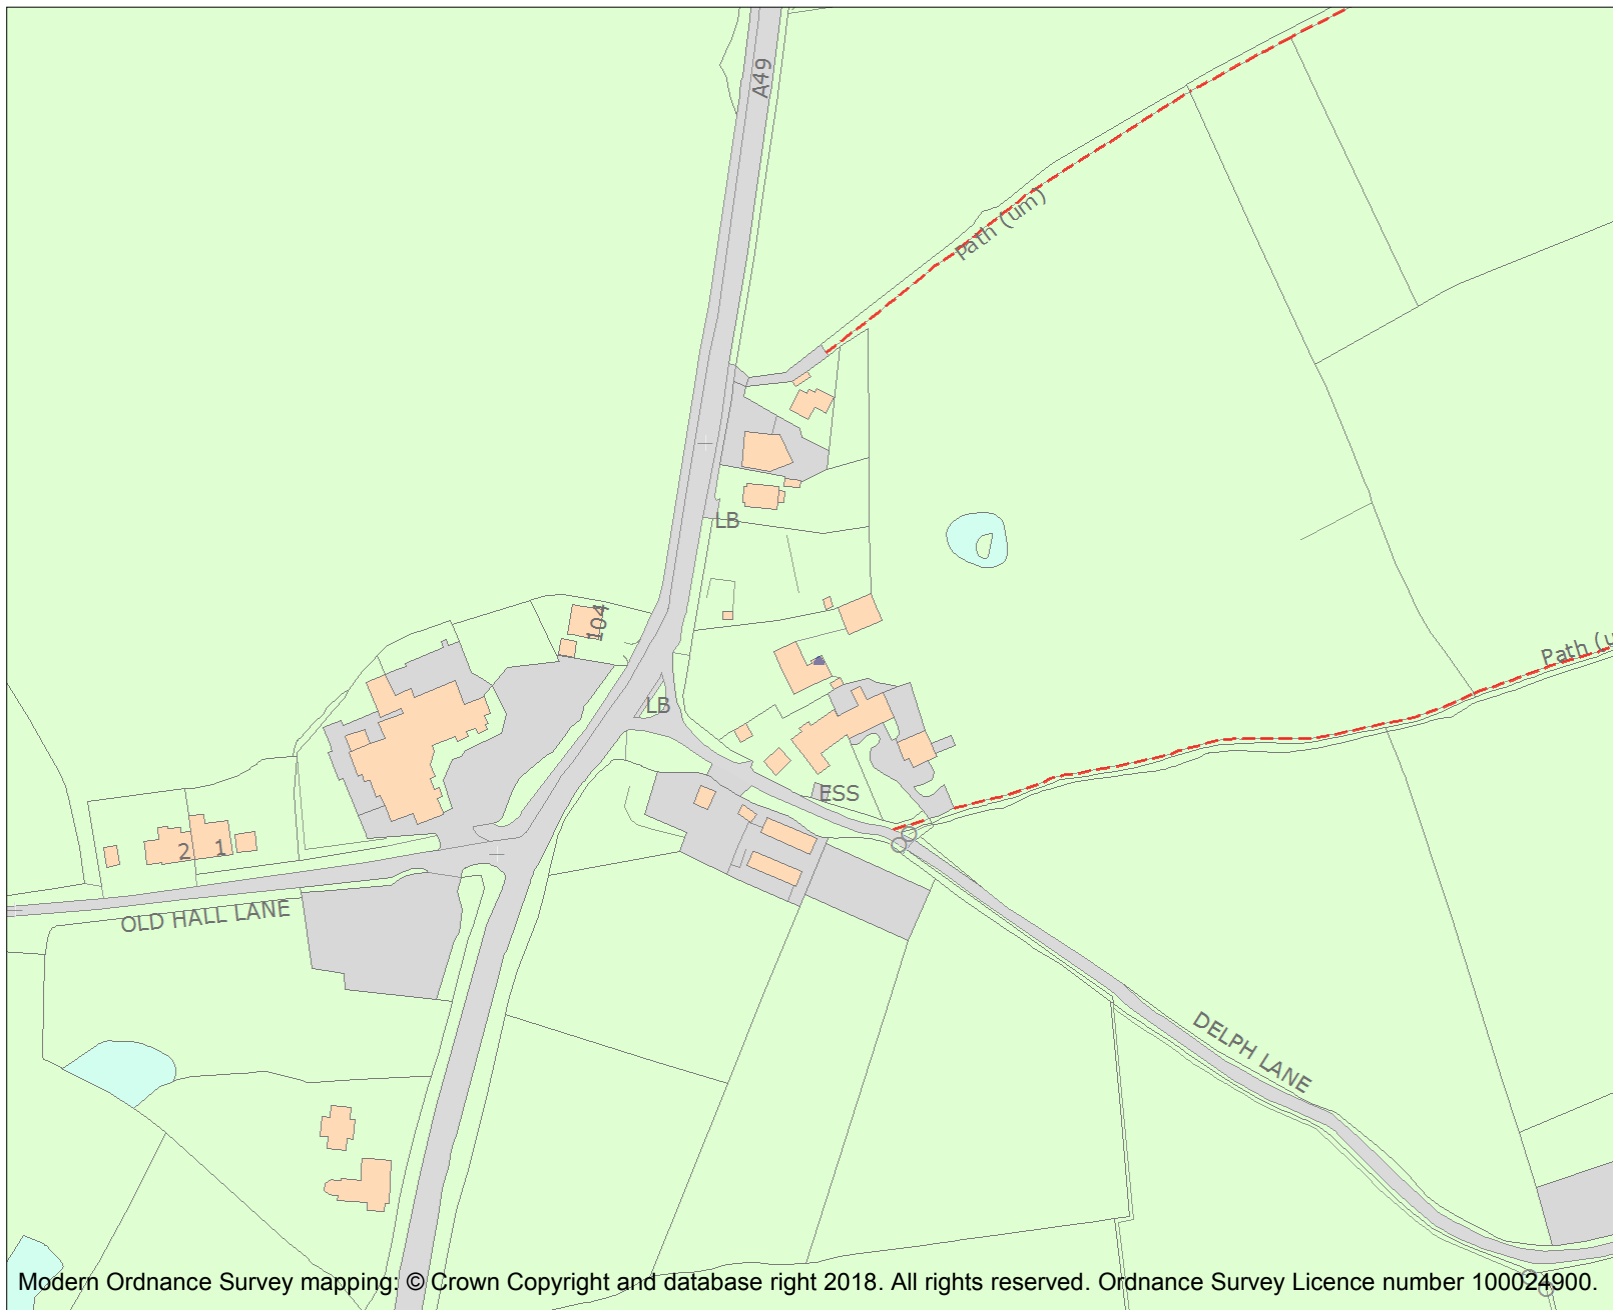 A49
Path (um)
LB
104
Path (u
LB
ESS
2 1
OLD HALL LANE
DELPH LANE
Modern Ordnance Survey mapping: © Crown Copyright and database right 2018. All rights reserved. Ordnance Survey Licence number 100024900.